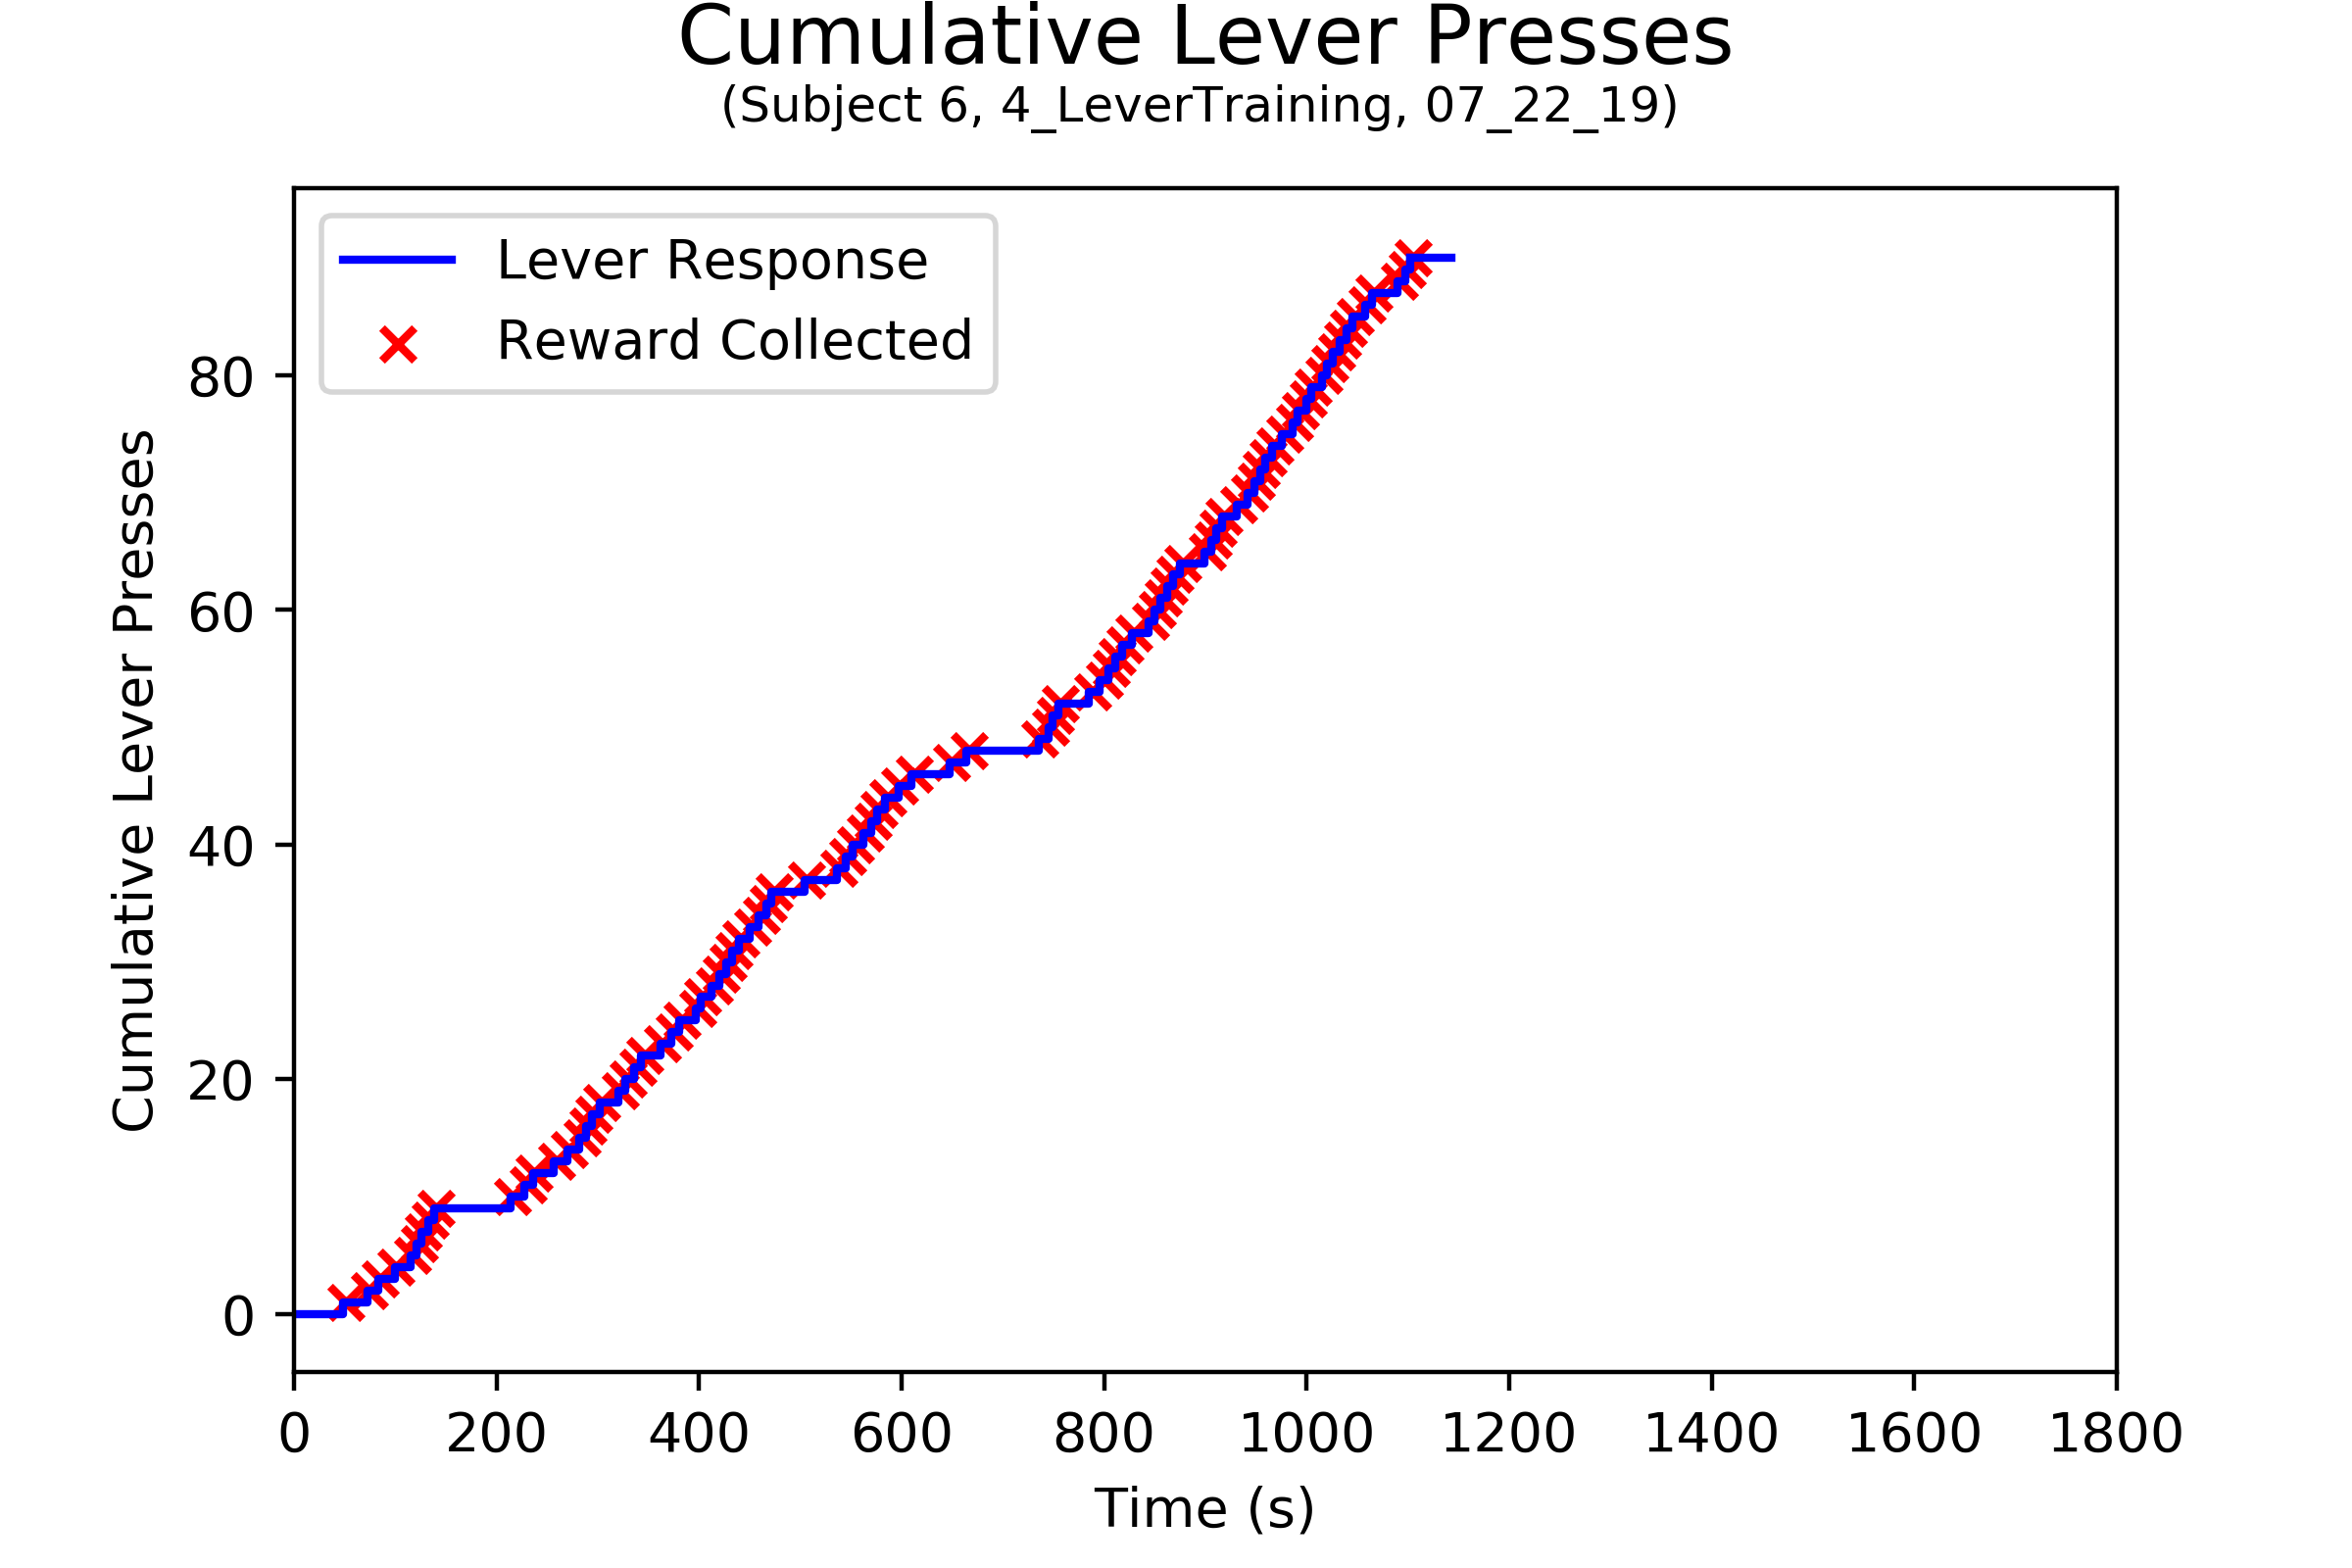 Cumulative Lever Presses
(Subject 6, 4_LeverTraining, 07_22_19)
Lever Response
Reward Collected
Cumulative Lever Presses
80
60
40
20
0
0 200 400 600 800 1000 1200 1400 1600 1800
Time (s)